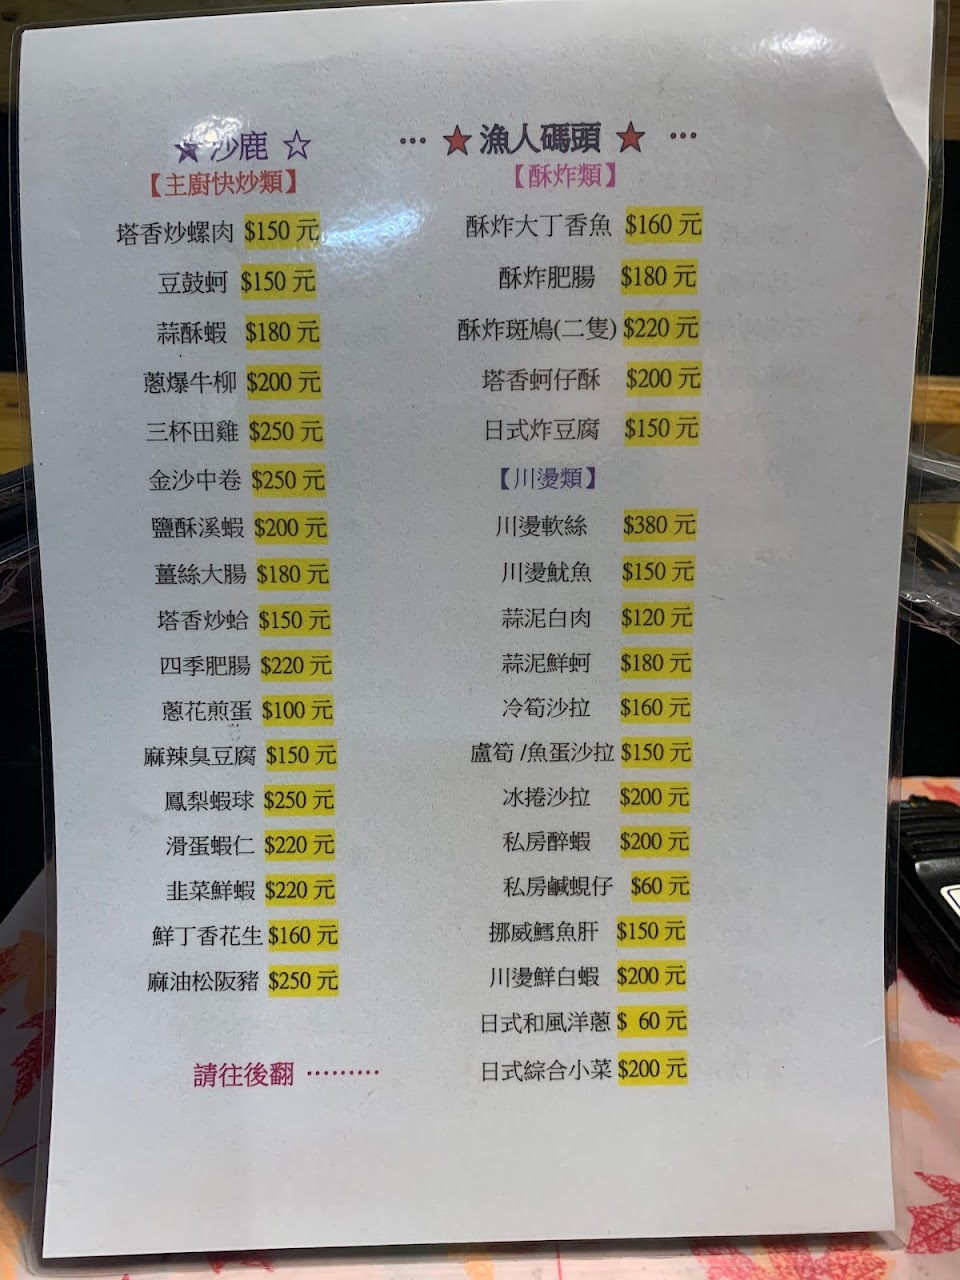 ★ 沙鹿 ☆
【主廚快炒類】
塔香炒螺肉 $150 元
豆鼓蚵 $150 元
蒜酥蝦 $180 元
蔥爆牛柳 $200 元
三杯田雞 $250 元
金沙中卷 $250 元
鹽酥溪蝦 $200 元
薑絲大腸 $180 元
塔香炒蛤 $150 元
四季肥腸 $220 元
蔥花煎蛋 $100 元
麻辣臭豆腐 $150 元
鳳梨蝦球 $250 元
滑蛋蝦仁 $220 元
韭菜鮮蝦 $220 元
鮮丁香花生 $160 元
麻油松阪豬 $250 元
請往後翻 ⋯⋯⋯
⋯ ★ 漁人碼頭 ★ ⋯
【酥炸類】
酥炸大丁香魚 $160 元
酥炸肥腸 $180 元
酥炸斑鳩(二隻) $220 元
塔香蚵仔酥 $200 元
日式炸豆腐 $150 元
【川燙類】
川燙軟絲 $380 元
川燙魷魚 $150 元
蒜泥白肉 $120 元
蒜泥鮮蚵 $180 元
冷筍沙拉 $160 元
盧筍 /魚蛋沙拉 $150 元
冰捲沙拉 $200 元
私房醉蝦 $200 元
私房鹹蜆仔 $60 元
挪威鱈魚肝 $150 元
川燙鮮白蝦 $200 元
日式和風洋蔥 $ 60 元
日式綜合小菜 $200 元